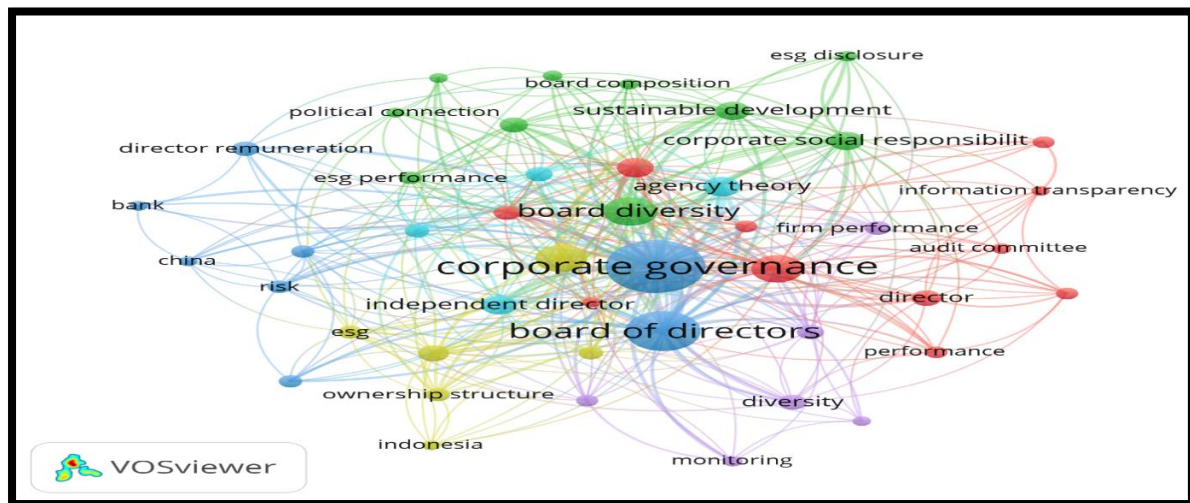 esg disclosure
board composition
sustainable development
political connection
corporate social responsibilit
director remuneration
esg performance
agency theory
information transparency
bank
board diversity
firm performance
audit committee
china
corporate governance
risk
director
independent director
esg
board of directors
performance
ownership structure
diversity
indonesia
monitoring
VOSviewer